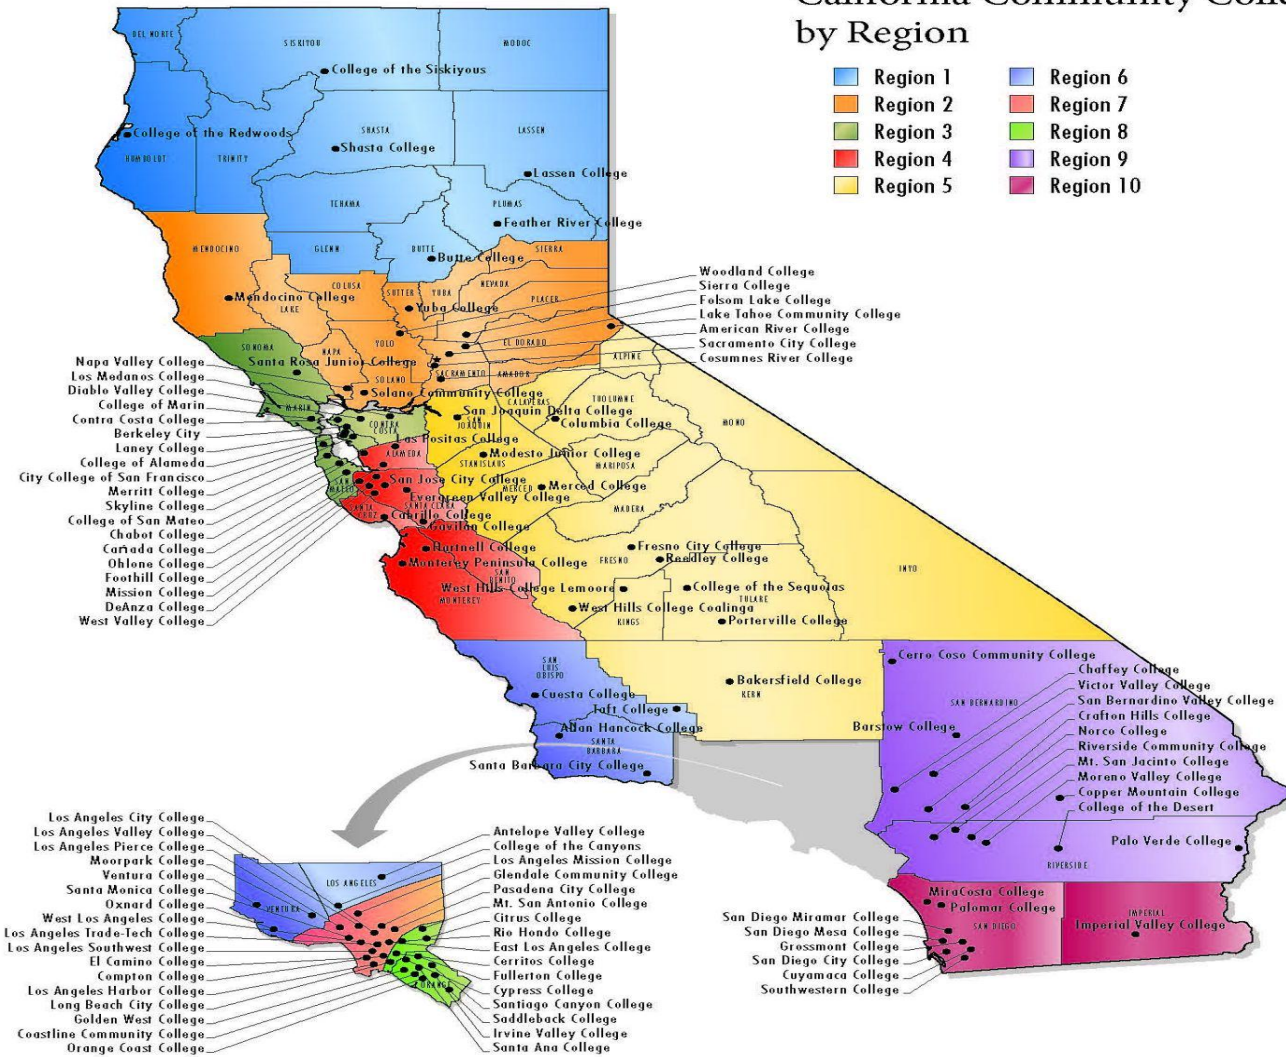 by Region
Region 1
Region 2
Region 3
Region 4
Region 5
Region 6
Region 7
Region 8
Region 9
Region 10
DEL NORTE
SISKIYOU
MODOC
College of the Siskiyous
College of the Redwoods
SHASTA
Shasta College
LASSEN
HUMBOLDT
TRINITY
Lassen College
TEHAMA
PLUMAS
Feather River College
MENDOCINO
GLENN
BUTTE
Butte College
SIERRA
COLUSA
SUTTER
YUBA
NEVADA
PLACER
Mendocino College
LAKE
Yuba College
Woodland College
Sierra College
Folsom Lake College
Lake Tahoe Community College
American River College
Sacramento City College
Cosumnes River College
SONOMA
NAPA
YOLO
EL DORADO
ALPINE
Santa Rosa Junior College
SOLANO
SACRAMENTO
AMADOR
Solano Community College
MARIN
CALAVERAS
TUOLUMNE
MONO
Napa Valley College
Los Medanos College
Diablo Valley College
College of Marin
Contra Costa College
Berkeley City
Laney College
College of Alameda
City College of San Francisco
Merritt College
Skyline College
College of San Mateo
Chabot College
Cañada College
Ohlone College
Foothill College
Mission College
DeAnza College
West Valley College
CONTRA COSTA
SAN JOAQUIN
San Joaquin Delta College
Columbia College
Las Positas College
ALAMEDA
STANISLAUS
Modesto Junior College
MARIPOSA
SAN MATEO
San Jose City College
MERCED
Merced College
Evergreen Valley College
SANTA CLARA
SANTA CRUZ
Cabrillo College
MADERA
Gavilan College
Hartnell College
Monterey Peninsula College
SAN BENITO
FRESNO
Fresno City College
Reedley College
INYO
West Hills College Lemoore
College of the Sequoias
MONTEREY
TULARE
West Hills College Coalinga
KINGS
Porterville College
SAN LUIS OBISPO
Cuesta College
Bakersfield College
KERN
Taft College
Allan Hancock College
SANTA BARBARA
Santa Barbara City College
Cerro Coso Community College
SAN BERNARDINO
Barstow College
Chaffey College
Victor Valley College
San Bernardino Valley College
Crafton Hills College
Norco College
Riverside Community College
Mt. San Jacinto College
Moreno Valley College
Copper Mountain College
College of the Desert
Palo Verde College
RIVERSIDE
MiraCosta College
Palomar College
SAN DIEGO
IMPERIAL
Imperial Valley College
San Diego Miramar College
San Diego Mesa College
Grossmont College
San Diego City College
Cuyamaca College
Southwestern College
Los Angeles City College
Los Angeles Valley College
Los Angeles Pierce College
Moorpark College
Ventura College
Santa Monica College
Oxnard College
West Los Angeles College
Los Angeles Trade-Tech College
Los Angeles Southwest College
El Camino College
Compton College
Los Angeles Harbor College
Long Beach City College
Golden West College
Coastline Community College
Orange Coast College
LOS ANGELES
VENTURA
ORANGE
Antelope Valley College
College of the Canyons
Los Angeles Mission College
Glendale Community College
Pasadena City College
Mt. San Antonio College
Citrus College
Rio Hondo College
East Los Angeles College
Cerritos College
Fullerton College
Cypress College
Santiago Canyon College
Saddleback College
Irvine Valley College
Santa Ana College